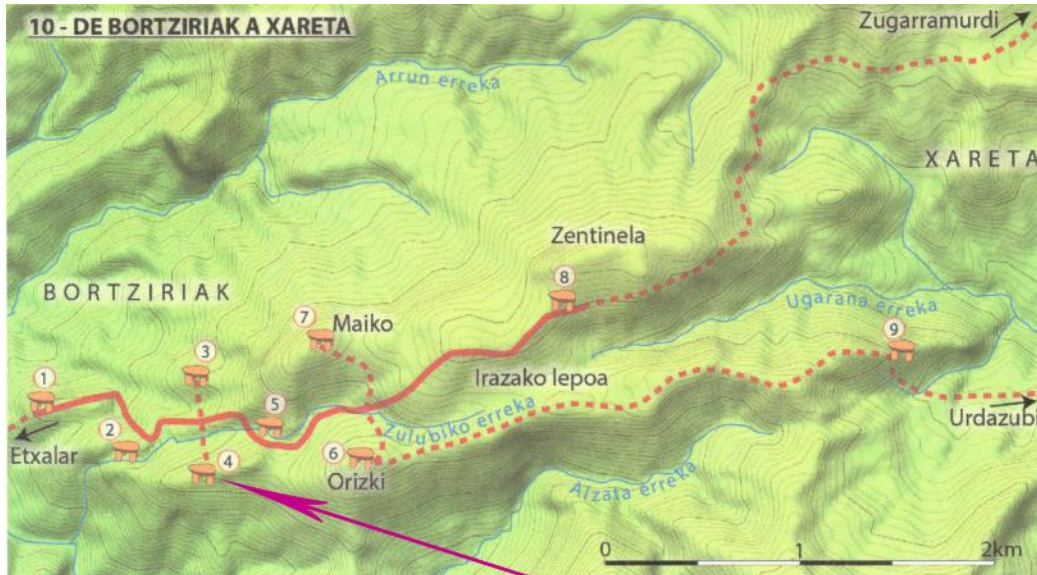 10 - DE BORTZIRIAK A XARETA
Zugarramurdi
Arrun erreka
XARETA
Zentinela
BORTZIRIAK
8
Ugarana erreka
7
Maiko
9
3
Irazako lepoa
1
5
Zulubiko erreka
Urdazubi
2
Etxalar
6
4
Orizki
Alzata erreka
0
1
2km